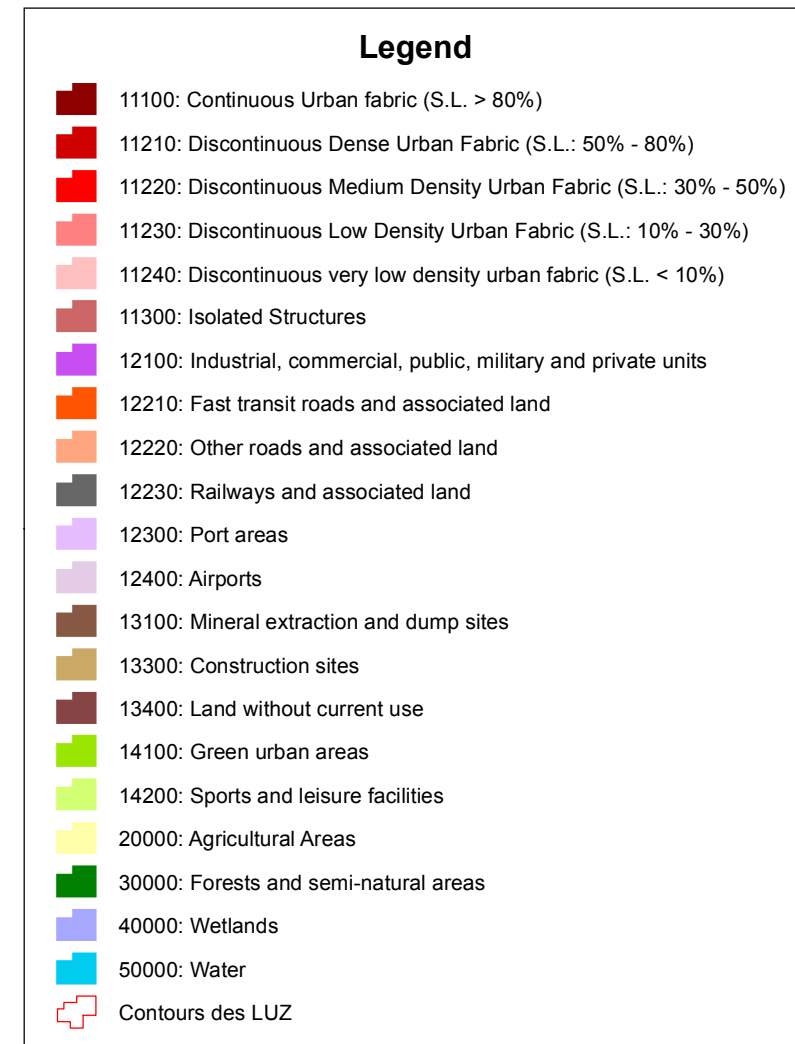 Legend
11100: Continuous Urban fabric (S.L. > 80%)
11210: Discontinuous Dense Urban Fabric (S.L.: 50% - 80%)
11220: Discontinuous Medium Density Urban Fabric (S.L.: 30% - 50%)
11230: Discontinuous Low Density Urban Fabric (S.L.: 10% - 30%)
11240: Discontinuous very low density urban fabric (S.L. < 10%)
11300: Isolated Structures
12100: Industrial, commercial, public, military and private units
12210: Fast transit roads and associated land
12220: Other roads and associated land
12230: Railways and associated land
12300: Port areas
12400: Airports
13100: Mineral extraction and dump sites
13300: Construction sites
13400: Land without current use
14100: Green urban areas
14200: Sports and leisure facilities
20000: Agricultural Areas
30000: Forests and semi-natural areas
40000: Wetlands
50000: Water
Contours des LUZ